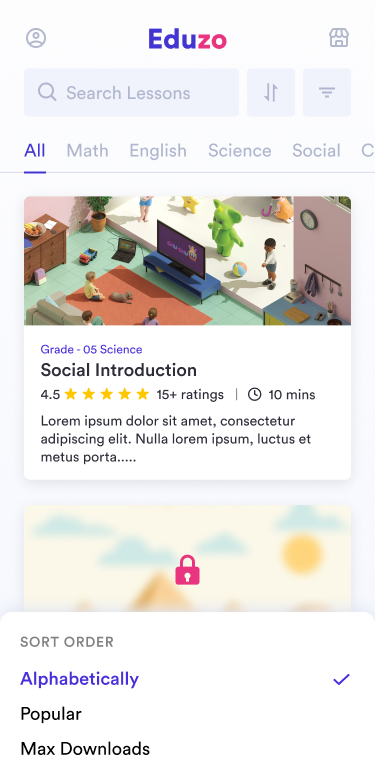 Eduzo
Search Lessons
All Math English Science Social C
Grade - 05 Science
Social Introduction
4.5 15+ ratings | 10 mins
Lorem ipsum dolor sit amet, consectetur
adipiscing elit. Nulla lorem ipsum, luctus et
metus porta.....
SORT ORDER
Alphabetically
Popular
Max Downloads